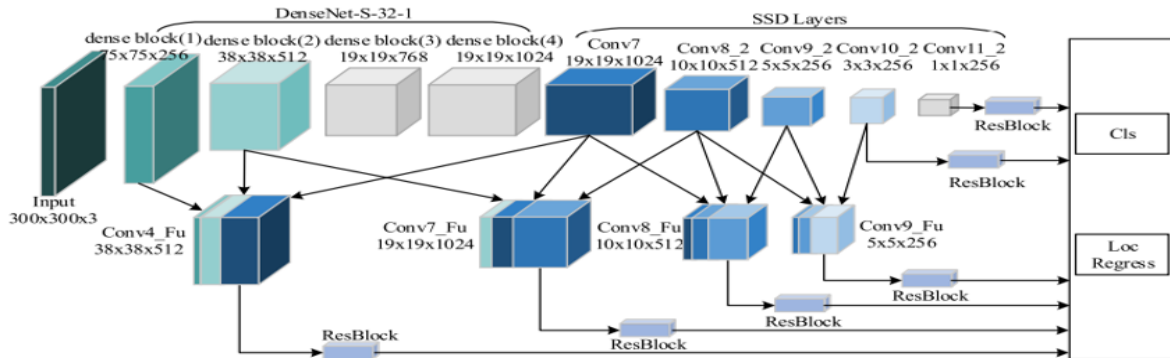 DenseNet-S-32-1
SSD Layers
dense block(1)
75x75x256
dense block(2)
38x38x512
dense block(3)
19x19x768
dense block(4)
19x19x1024
Conv7
19x19x1024
Conv8_2
10x10x512
Conv9_2
5x5x256
Conv10_2
3x3x256
Conv11_2
1x1x256
ResBlock
Cls
ResBlock
Input
300x300x3
Conv4_Fu
38x38x512
Conv7_Fu
19x19x1024
Conv8_Fu
10x10x512
Conv9_Fu
5x5x256
Loc
Regress
ResBlock
ResBlock
ResBlock
ResBlock